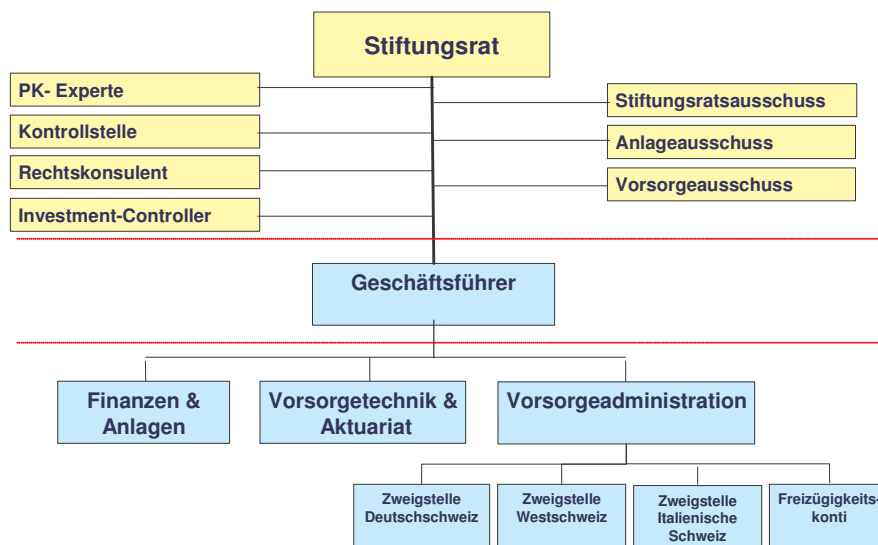 Stiftungsrat
PK- Experte
Kontrollstelle
Rechtskonsulent
Investment-Controller
Stiftungsratsausschuss
Anlageausschuss
Vorsorgeausschuss
Geschäftsführer
Finanzen &
Anlagen
Vorsorgetechnik &
Aktuariat
Vorsorgeadministration
Zweigstelle
Deutschschweiz
Zweigstelle
Westschweiz
Zweigstelle
Italienische
Schweiz
Freizügigkeits-
konti